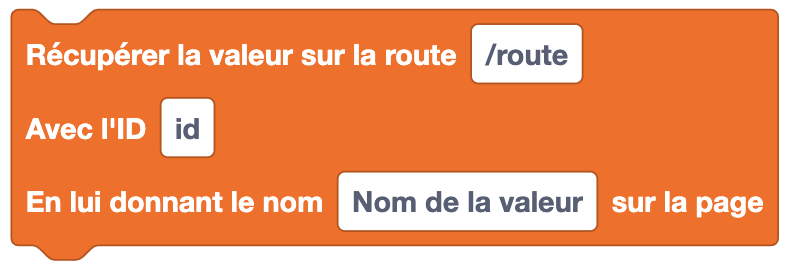 Récupérer la valeur sur la route /route
Avec l'ID id
En lui donnant le nom Nom de la valeur sur la page